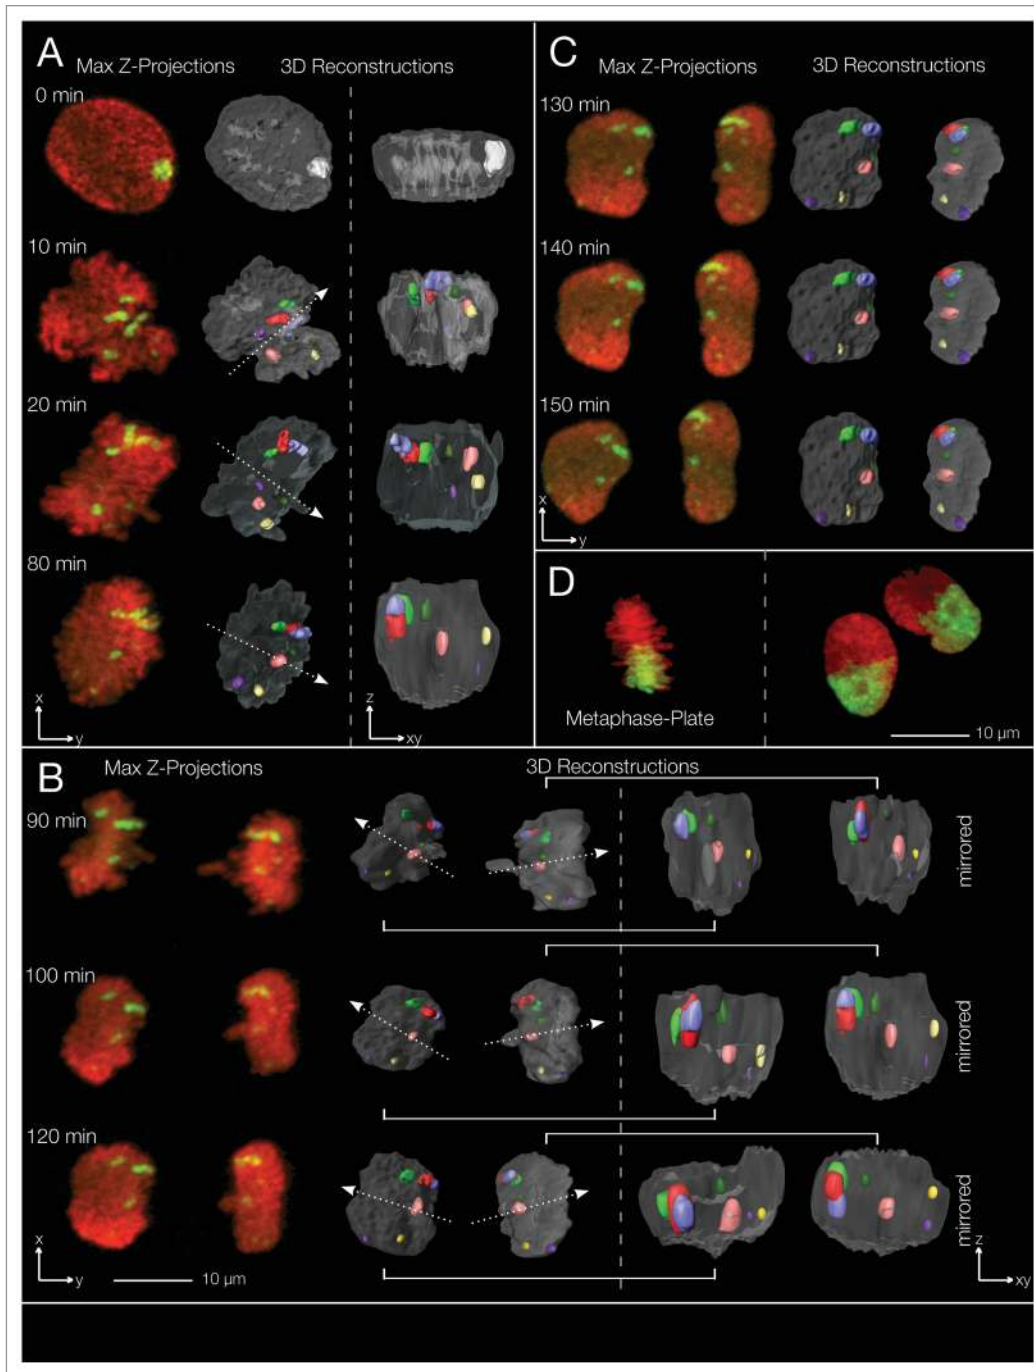 A
Max Z-Projections 3D Reconstructions
0 min
10 min
20 min
80 min
x
y
z
xy
C
Max Z-Projections 3D Reconstructions
130 min
140 min
150 min
x
y
D
Metaphase-Plate
10 µm
B
Max Z-Projections 3D Reconstructions
90 min
mirrored
100 min
mirrored
120 min
mirrored
x
y
10 µm
z
xy